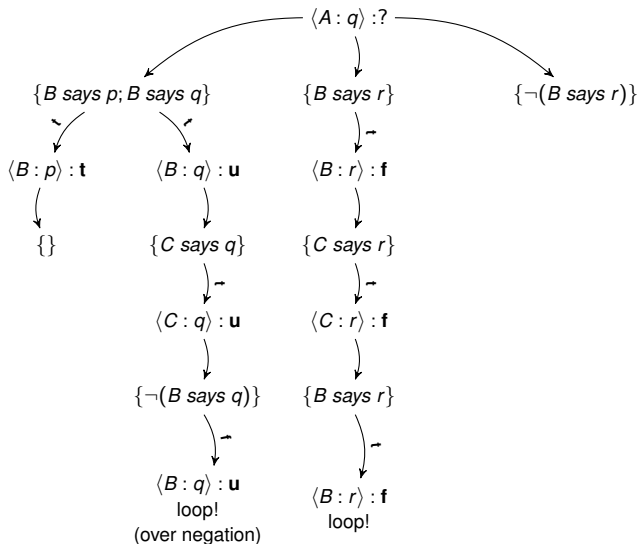 ⟨A : q⟩ :?
{B says p; B says q} {B says r} {¬(B says r)}
t t t
⟨B : p⟩ : t ⟨B : q⟩ : u ⟨B : r⟩ : f
{} {C says q} {C says r}
t t
⟨C : q⟩ : u ⟨C : r⟩ : f
{¬(B says q)} {B says r}
t t
⟨B : q⟩ : u ⟨B : r⟩ : f
loop! loop!
(over negation)